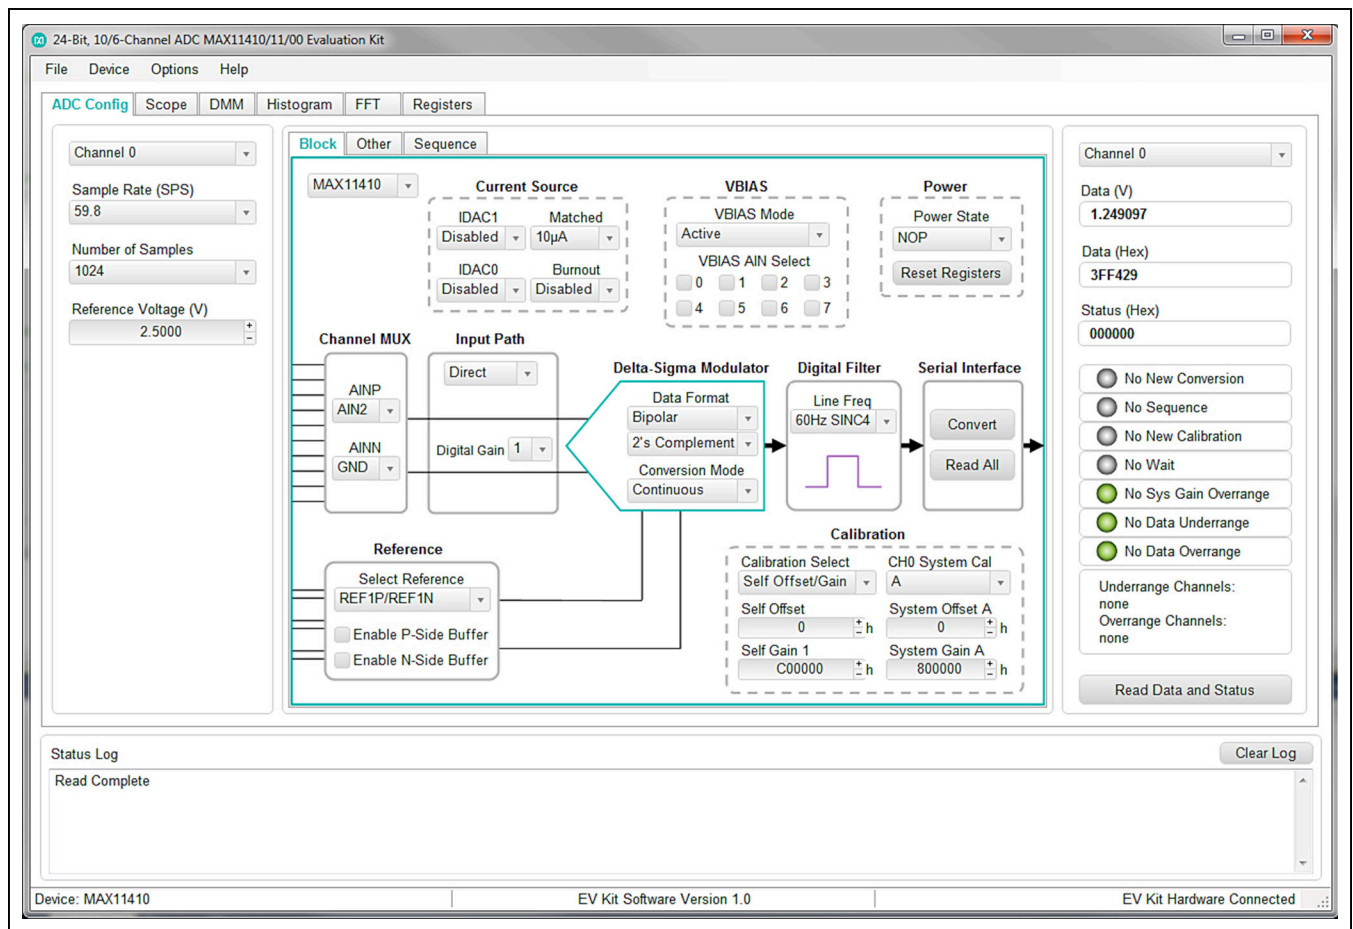 24-Bit, 10/6-Channel ADC MAX11410/11/00 Evaluation Kit
File Device Options Help
ADC Config Scope DMM Histogram FFT Registers
Channel 0
Sample Rate (SPS)
59.8
Number of Samples
1024
Reference Voltage (V)
2.5000
Block Other Sequence
MAX11410
Current Source
IDAC1 Matched
Disabled 10µA
IDAC0 Burnout
Disabled Disabled
VBIAS
VBIAS Mode
Active
VBIAS AIN Select
0 1 2 3
4 5 6 7
Power
Power State
NOP
Reset Registers
Channel MUX
AINP
AIN2
AINN
GND
Input Path
Direct
Digital Gain 1
Delta-Sigma Modulator
Data Format
Bipolar
2's Complement
Conversion Mode
Continuous
Digital Filter
Line Freq
60Hz SINC4
Serial Interface
Convert
Read All
Reference
Select Reference
REF1P/REF1N
Enable P-Side Buffer
Enable N-Side Buffer
Calibration
Calibration Select CH0 System Cal
Self Offset/Gain A
Self Offset System Offset A
0 h 0 h
Self Gain 1 System Gain A
C00000 h 800000 h
Channel 0
Data (V)
1.249097
Data (Hex)
3FF429
Status (Hex)
000000
No New Conversion
No Sequence
No New Calibration
No Wait
No Sys Gain Overrange
No Data Underrange
No Data Overrange
Underrange Channels:
none
Overrange Channels:
none
Read Data and Status
Status Log
Clear Log
Read Complete
Device: MAX11410 EV Kit Software Version 1.0 EV Kit Hardware Connected